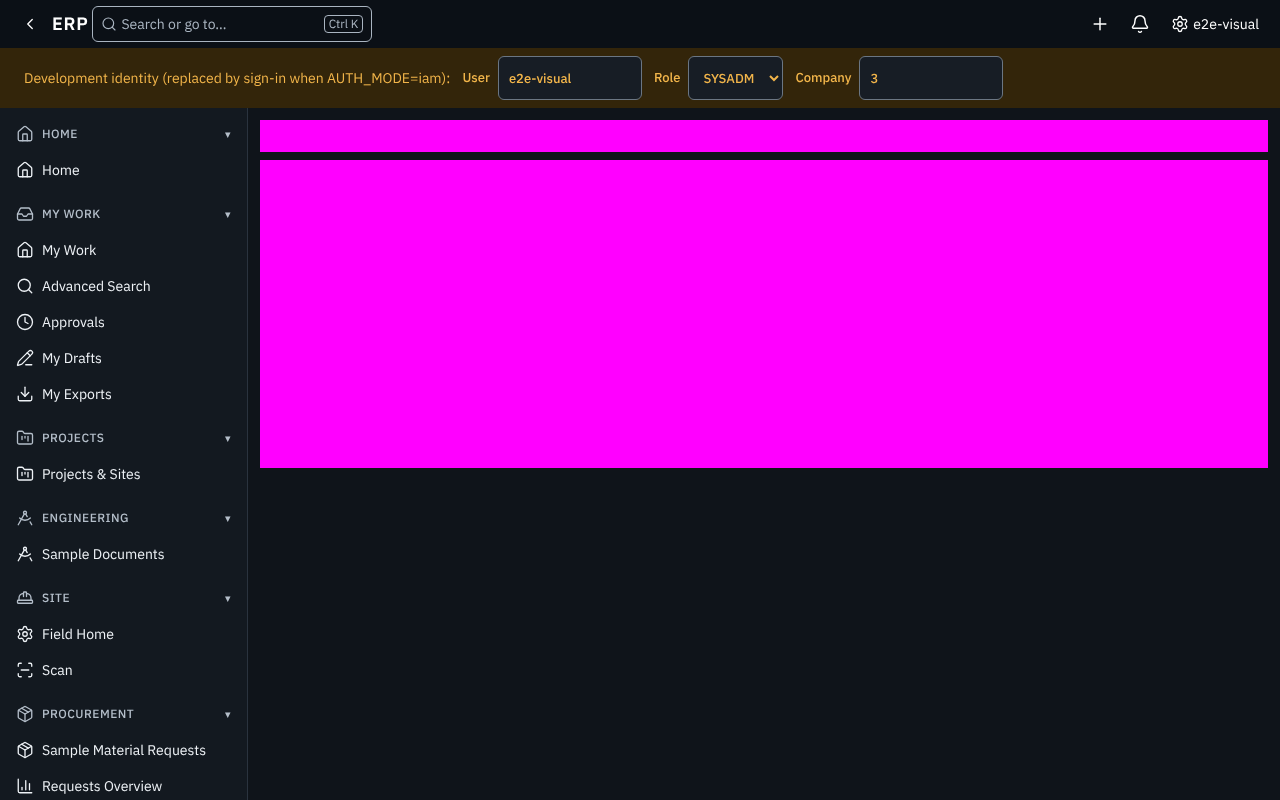 ERP Search or go to... Ctrl K e2e-visual
Development identity (replaced by sign-in when AUTH_MODE=iam): User e2e-visual Role SYSADM Company 3
HOME
Home
MY WORK
My Work
Advanced Search
Approvals
My Drafts
My Exports
PROJECTS
Projects & Sites
ENGINEERING
Sample Documents
SITE
Field Home
Scan
PROCUREMENT
Sample Material Requests
Requests Overview